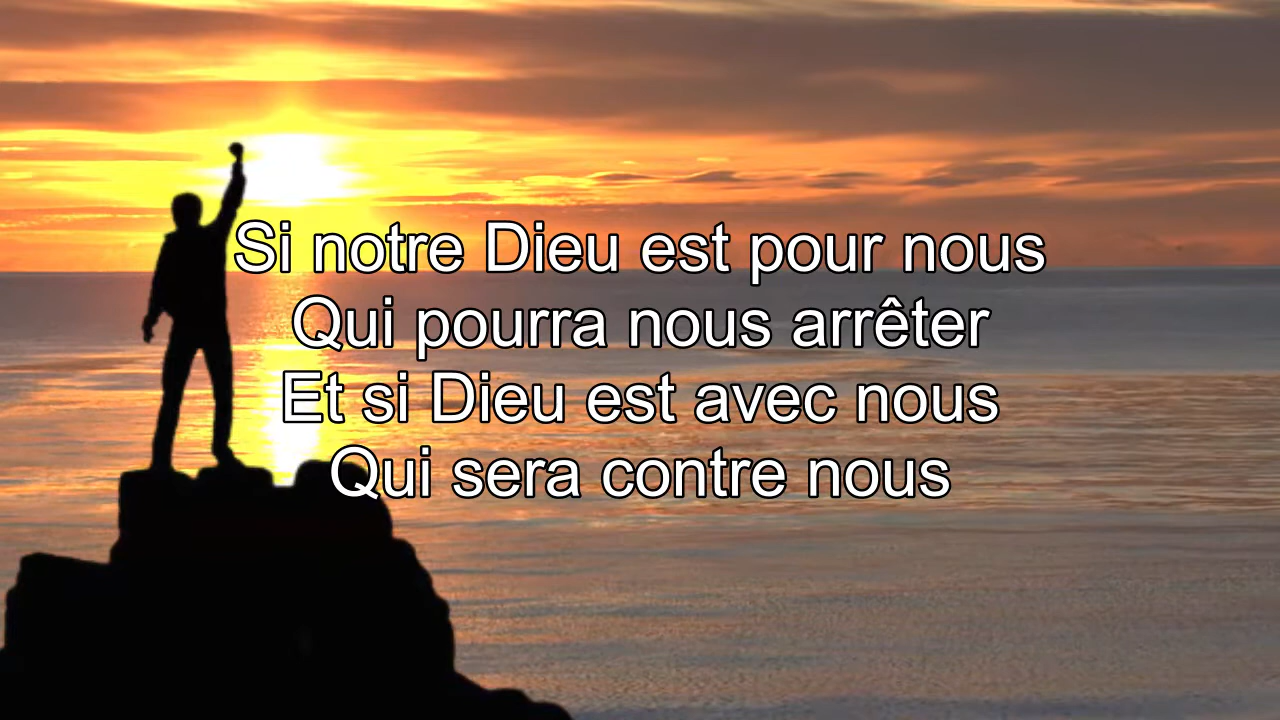 Si notre Dieu est pour nous
Qui pourra nous arrêter
Et si Dieu est avec nous
Qui sera contre nous